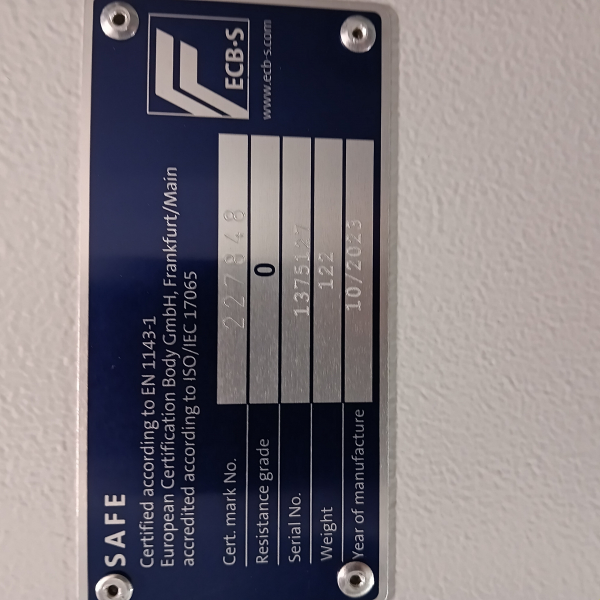 SAFE
Certified according to EN 1143-1
European Certification Body GmbH, Frankfurt/Main
accredited according to ISO/IEC 17065
ECB·S
www.ecb-s.com
Cert. mark No. 227848
Resistance grade 0
Serial No. 1375127
Weight 122
Year of manufacture 10/2023